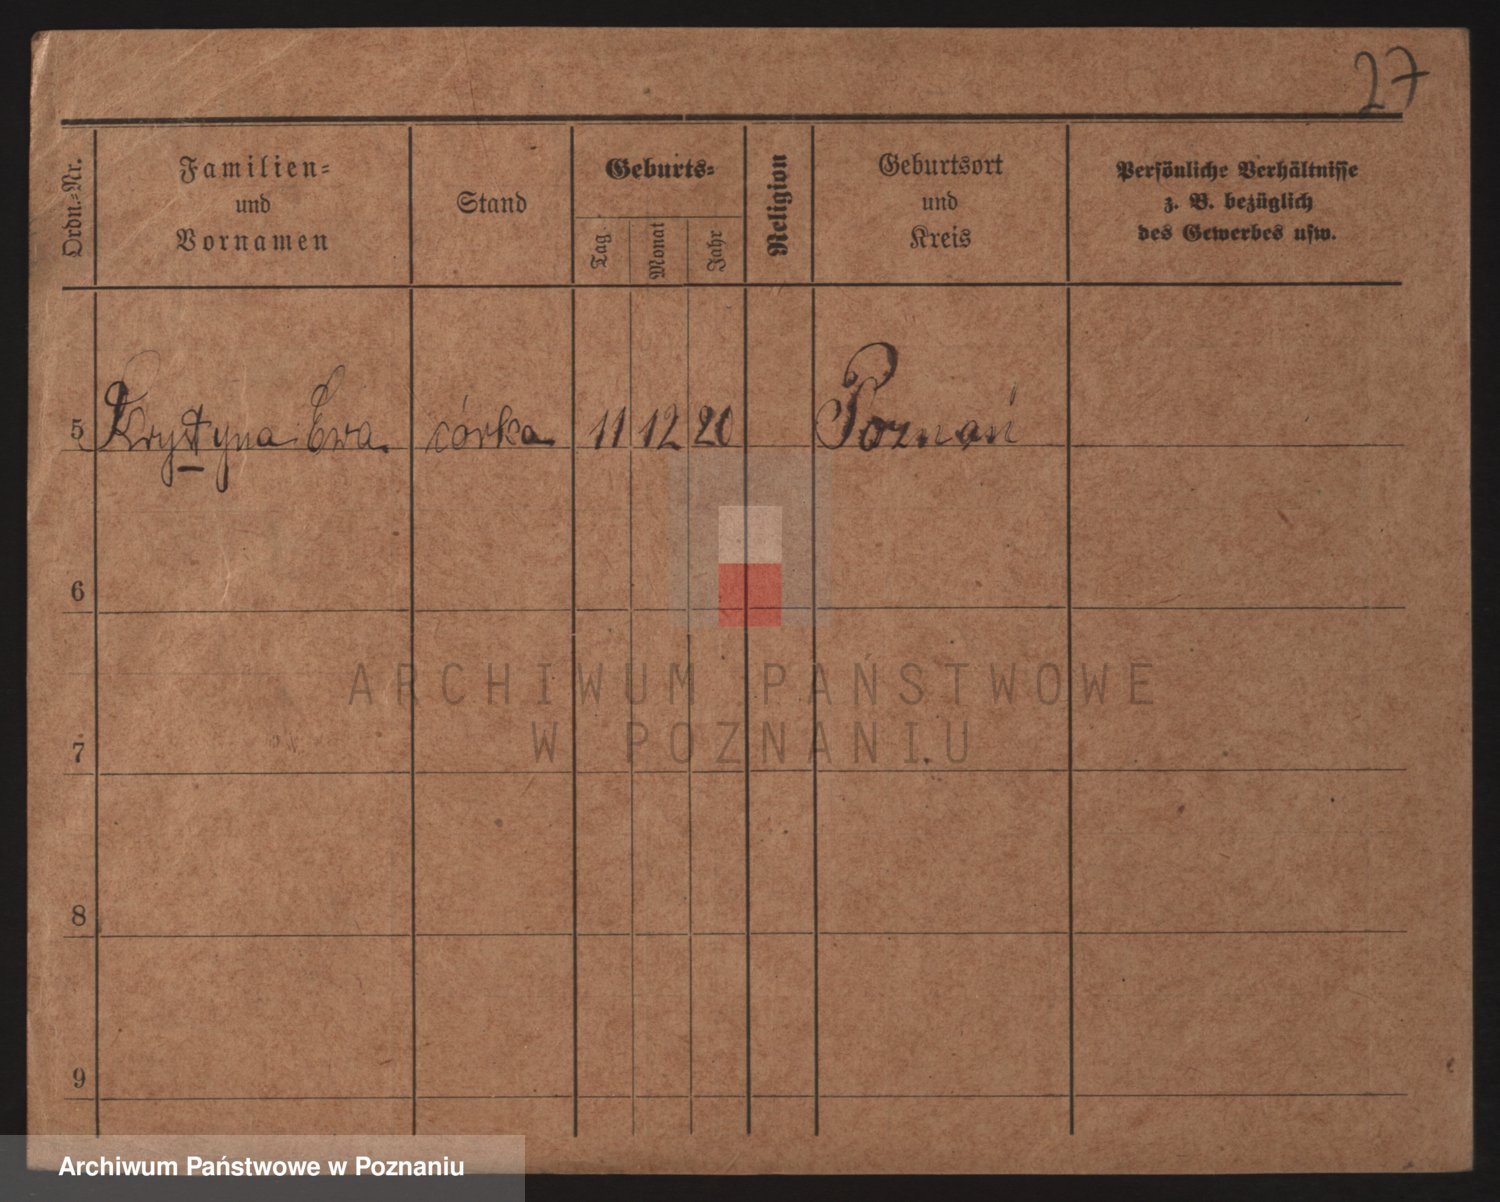 27
Ordn.-Nr.
Familien-
und
Vornamen
Stand
Geburts-
Tag
Monat
Jahr
Religion
Geburtsort
und
Kreis
Persönliche Verhältnisse
z. B. bezüglich
des Gewerbes usw.
5 Krystyna Ewa córka 11 12 20 Poznań
6
ARCHIWUM PAŃSTWOWE
W POZNANIU
7
8
9
Archiwum Państwowe w Poznaniu